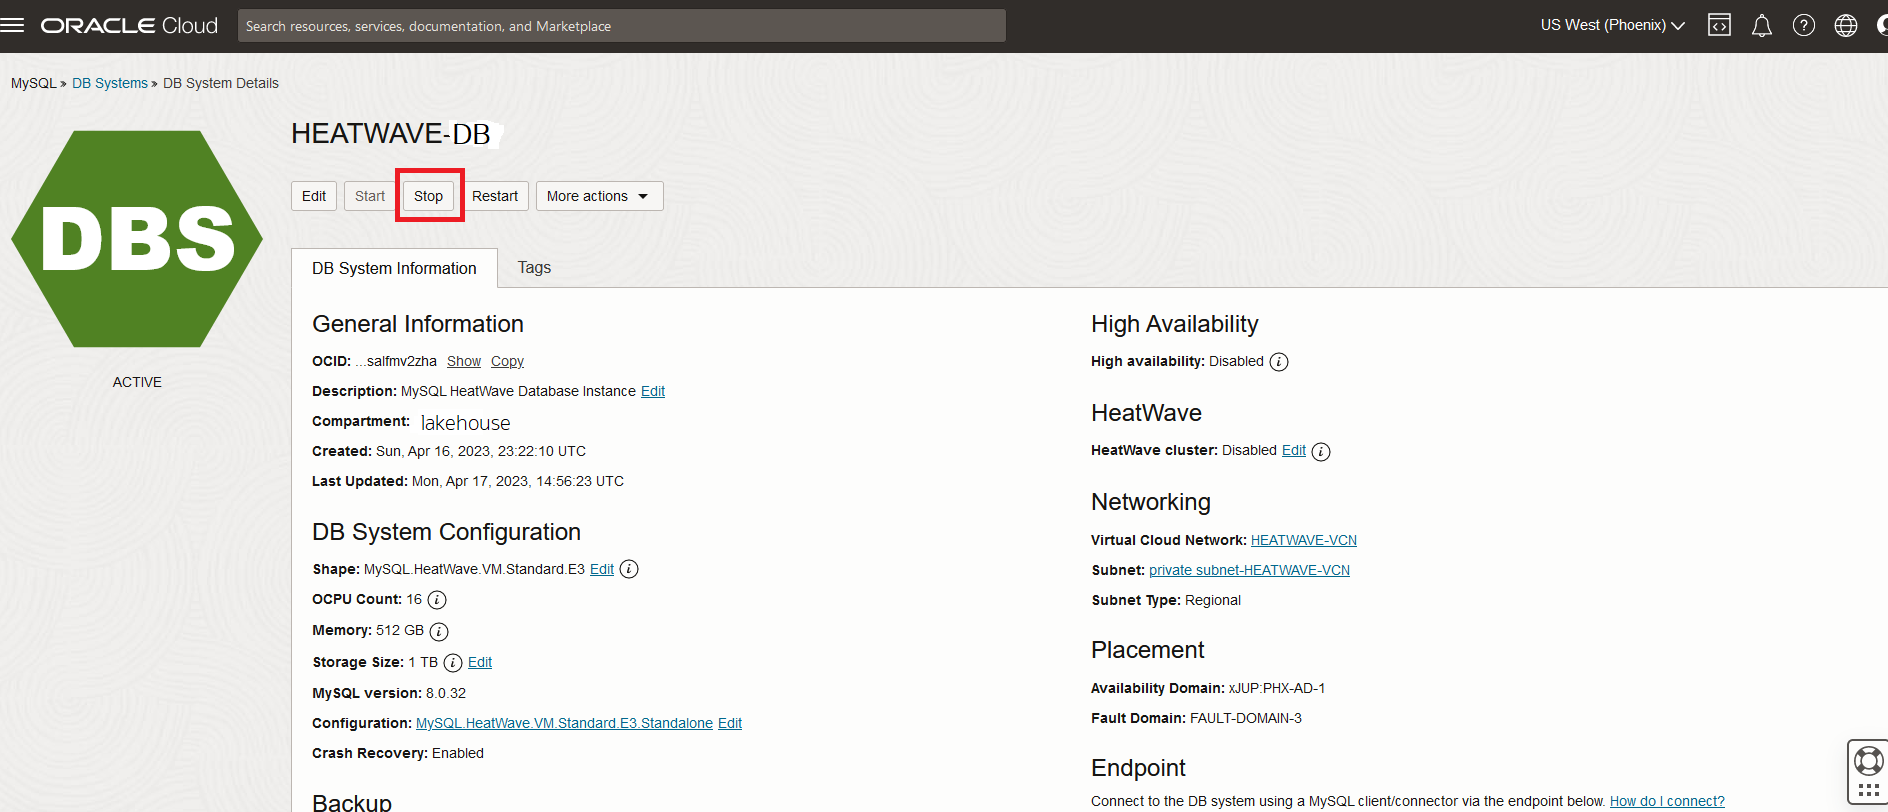 ORACLE Cloud
Search resources, services, documentation, and Marketplace
US West (Phoenix)
MySQL » DB Systems » DB System Details
DBS
ACTIVE
HEATWAVE-DB
Edit Start Stop Restart More actions
DB System Information Tags
General Information
OCID: ...salfmv2zha Show Copy
Description: MySQL HeatWave Database Instance Edit
Compartment: lakehouse
Created: Sun, Apr 16, 2023, 23:22:10 UTC
Last Updated: Mon, Apr 17, 2023, 14:56:23 UTC
DB System Configuration
Shape: MySQL.HeatWave.VM.Standard.E3 Edit
OCPU Count: 16
Memory: 512 GB
Storage Size: 1 TB Edit
MySQL version: 8.0.32
Configuration: MySQL.HeatWave.VM.Standard.E3.Standalone Edit
Crash Recovery: Enabled
Backup
High Availability
High availability: Disabled
HeatWave
HeatWave cluster: Disabled Edit
Networking
Virtual Cloud Network: HEATWAVE-VCN
Subnet: private subnet-HEATWAVE-VCN
Subnet Type: Regional
Placement
Availability Domain: xJUP:PHX-AD-1
Fault Domain: FAULT-DOMAIN-3
Endpoint
Connect to the DB system using a MySQL client/connector via the endpoint below. How do I connect?